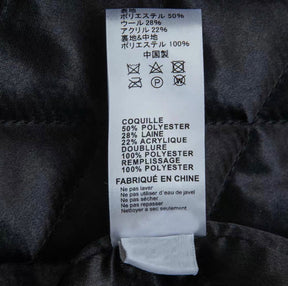 表地
ポリエステル 50%
ウール 28%
アクリル 22%
裏地&中地
ポリエステル 100%
中国製
COQUILLE
50% POLYESTER
28% LAINE
22% ACRYLIQUE
DOUBLURE
100% POLYESTER
REMPLISSAGE
100% POLYESTER
FABRIQUÉ EN CHINE
Ne pas laver
Ne pas utiliser d'eau de javel
Ne pas sécher
Ne pas repasser
Nettoyer à sec seulement